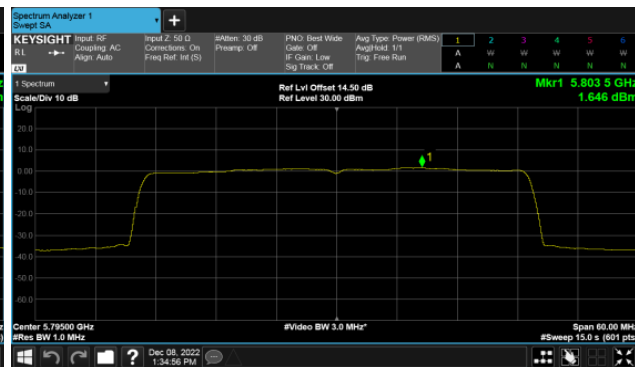 Spectrum Analyzer 1
Swept SA
+
KEYSIGHT
RL
LXI
Input: RF
Coupling: AC
Align: Auto
Input Z: 50 Ω
Corrections: On
Freq Ref: Int (S)
#Atten: 30 dB
Preamp: Off
PNO: Best Wide
Gate: Off
IF Gain: Low
Sig Track: Off
Avg Type: Power (RMS)
Avg|Hold: 1/1
Trig: Free Run
1 2 3 4 5 6
A W W W W W
A N N N N N
1 Spectrum
Scale/Div 10 dB
Log
Ref Lvl Offset 14.50 dB
Ref Level 30.00 dBm
Mkr1 5.803 5 GHz
1.646 dBm
1
20.0
10.0
0.00
-10.0
-20.0
-30.0
-40.0
-50.0
-60.0
Center 5.79500 GHz
#Res BW 1.0 MHz
#Video BW 3.0 MHz*
Span 60.00 MHz
#Sweep 15.0 s (601 pts)
?
Dec 08, 2022
1:34:56 PM